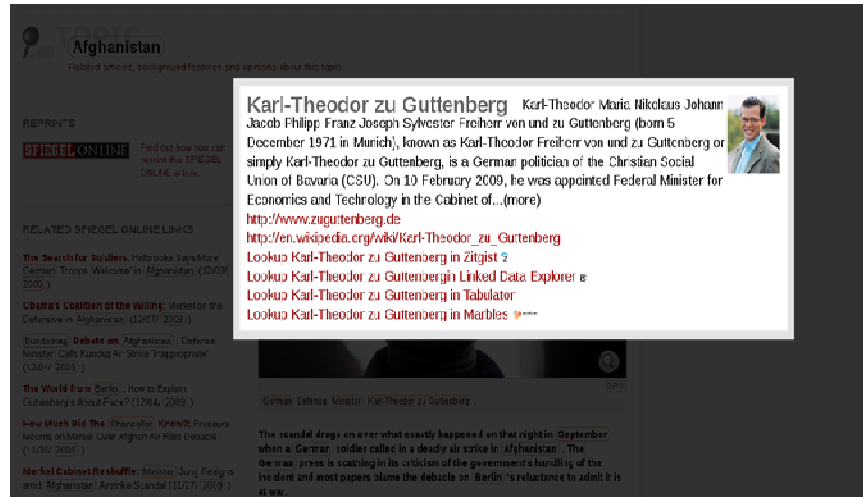 TOPIC
Afghanistan
Related articles, background features and opinions about this topic.
REPRINTS
SPIEGEL ONLINE
Find out how you can
reprint this SPIEGEL
ONLINE article.
RELATED SPIEGEL ONLINE LINKS
The Search for Soldiers: Holbrooke Says More
German Troops 'Welcome' in Afghanistan (12/09/
2009)
Obama's Coalition of the Willing: Merkel on the
Defensive in Afghanistan (12/07/ 2009)
Bundestag Debate on Afghanistan: Defense
Minister Calls Kunduz Air Strike 'Inappropriate'
(12/04/ 2009)
The World from Berlin: How to Explain
Guttenberg's About-Face? (12/04/ 2009)
How Much Did The Chancellor Know?: Pressure
Mounts on Merkel Over Afghan Air Raid Debacle
(11/30/ 2009)
Merkel Cabinet Reshuffle: Minister Jung Resigns
amid Afghanistan Airstrike Scandal (11/27/ 2009)
Karl-Theodor zu Guttenberg Karl-Theodor Maria Nikolaus Johann
Jacob Philipp Franz Joseph Sylvester Freiherr von und zu Guttenberg (born 5
December 1971 in Munich), known as Karl-Theodor Freiherr von und zu Guttenberg or
simply Karl-Theodor zu Guttenberg, is a German politician of the Christian Social
Union of Bavaria (CSU). On 10 February 2009, he was appointed Federal Minister for
Economics and Technology in the Cabinet of...(more)
http://www.zuguttenberg.de
http://en.wikipedia.org/wiki/Karl-Theodor_zu_Guttenberg
Lookup Karl-Theodor zu Guttenberg in Zitgist
Lookup Karl-Theodor zu Guttenbergin Linked Data Explorer
Lookup Karl-Theodor zu Guttenberg in Tabulator
Lookup Karl-Theodor zu Guttenberg in Marbles
DPA
German Defense Minister Karl-Theodor zu Guttenberg.
The scandal drags on over what exactly happened on that night in September
when a German soldier called in a deadly air strike in Afghanistan. The
German press is scathing in its criticism of the government's handling of the
incident and most papers blame the debacle on Berlin's reluctance to admit it is
at war.